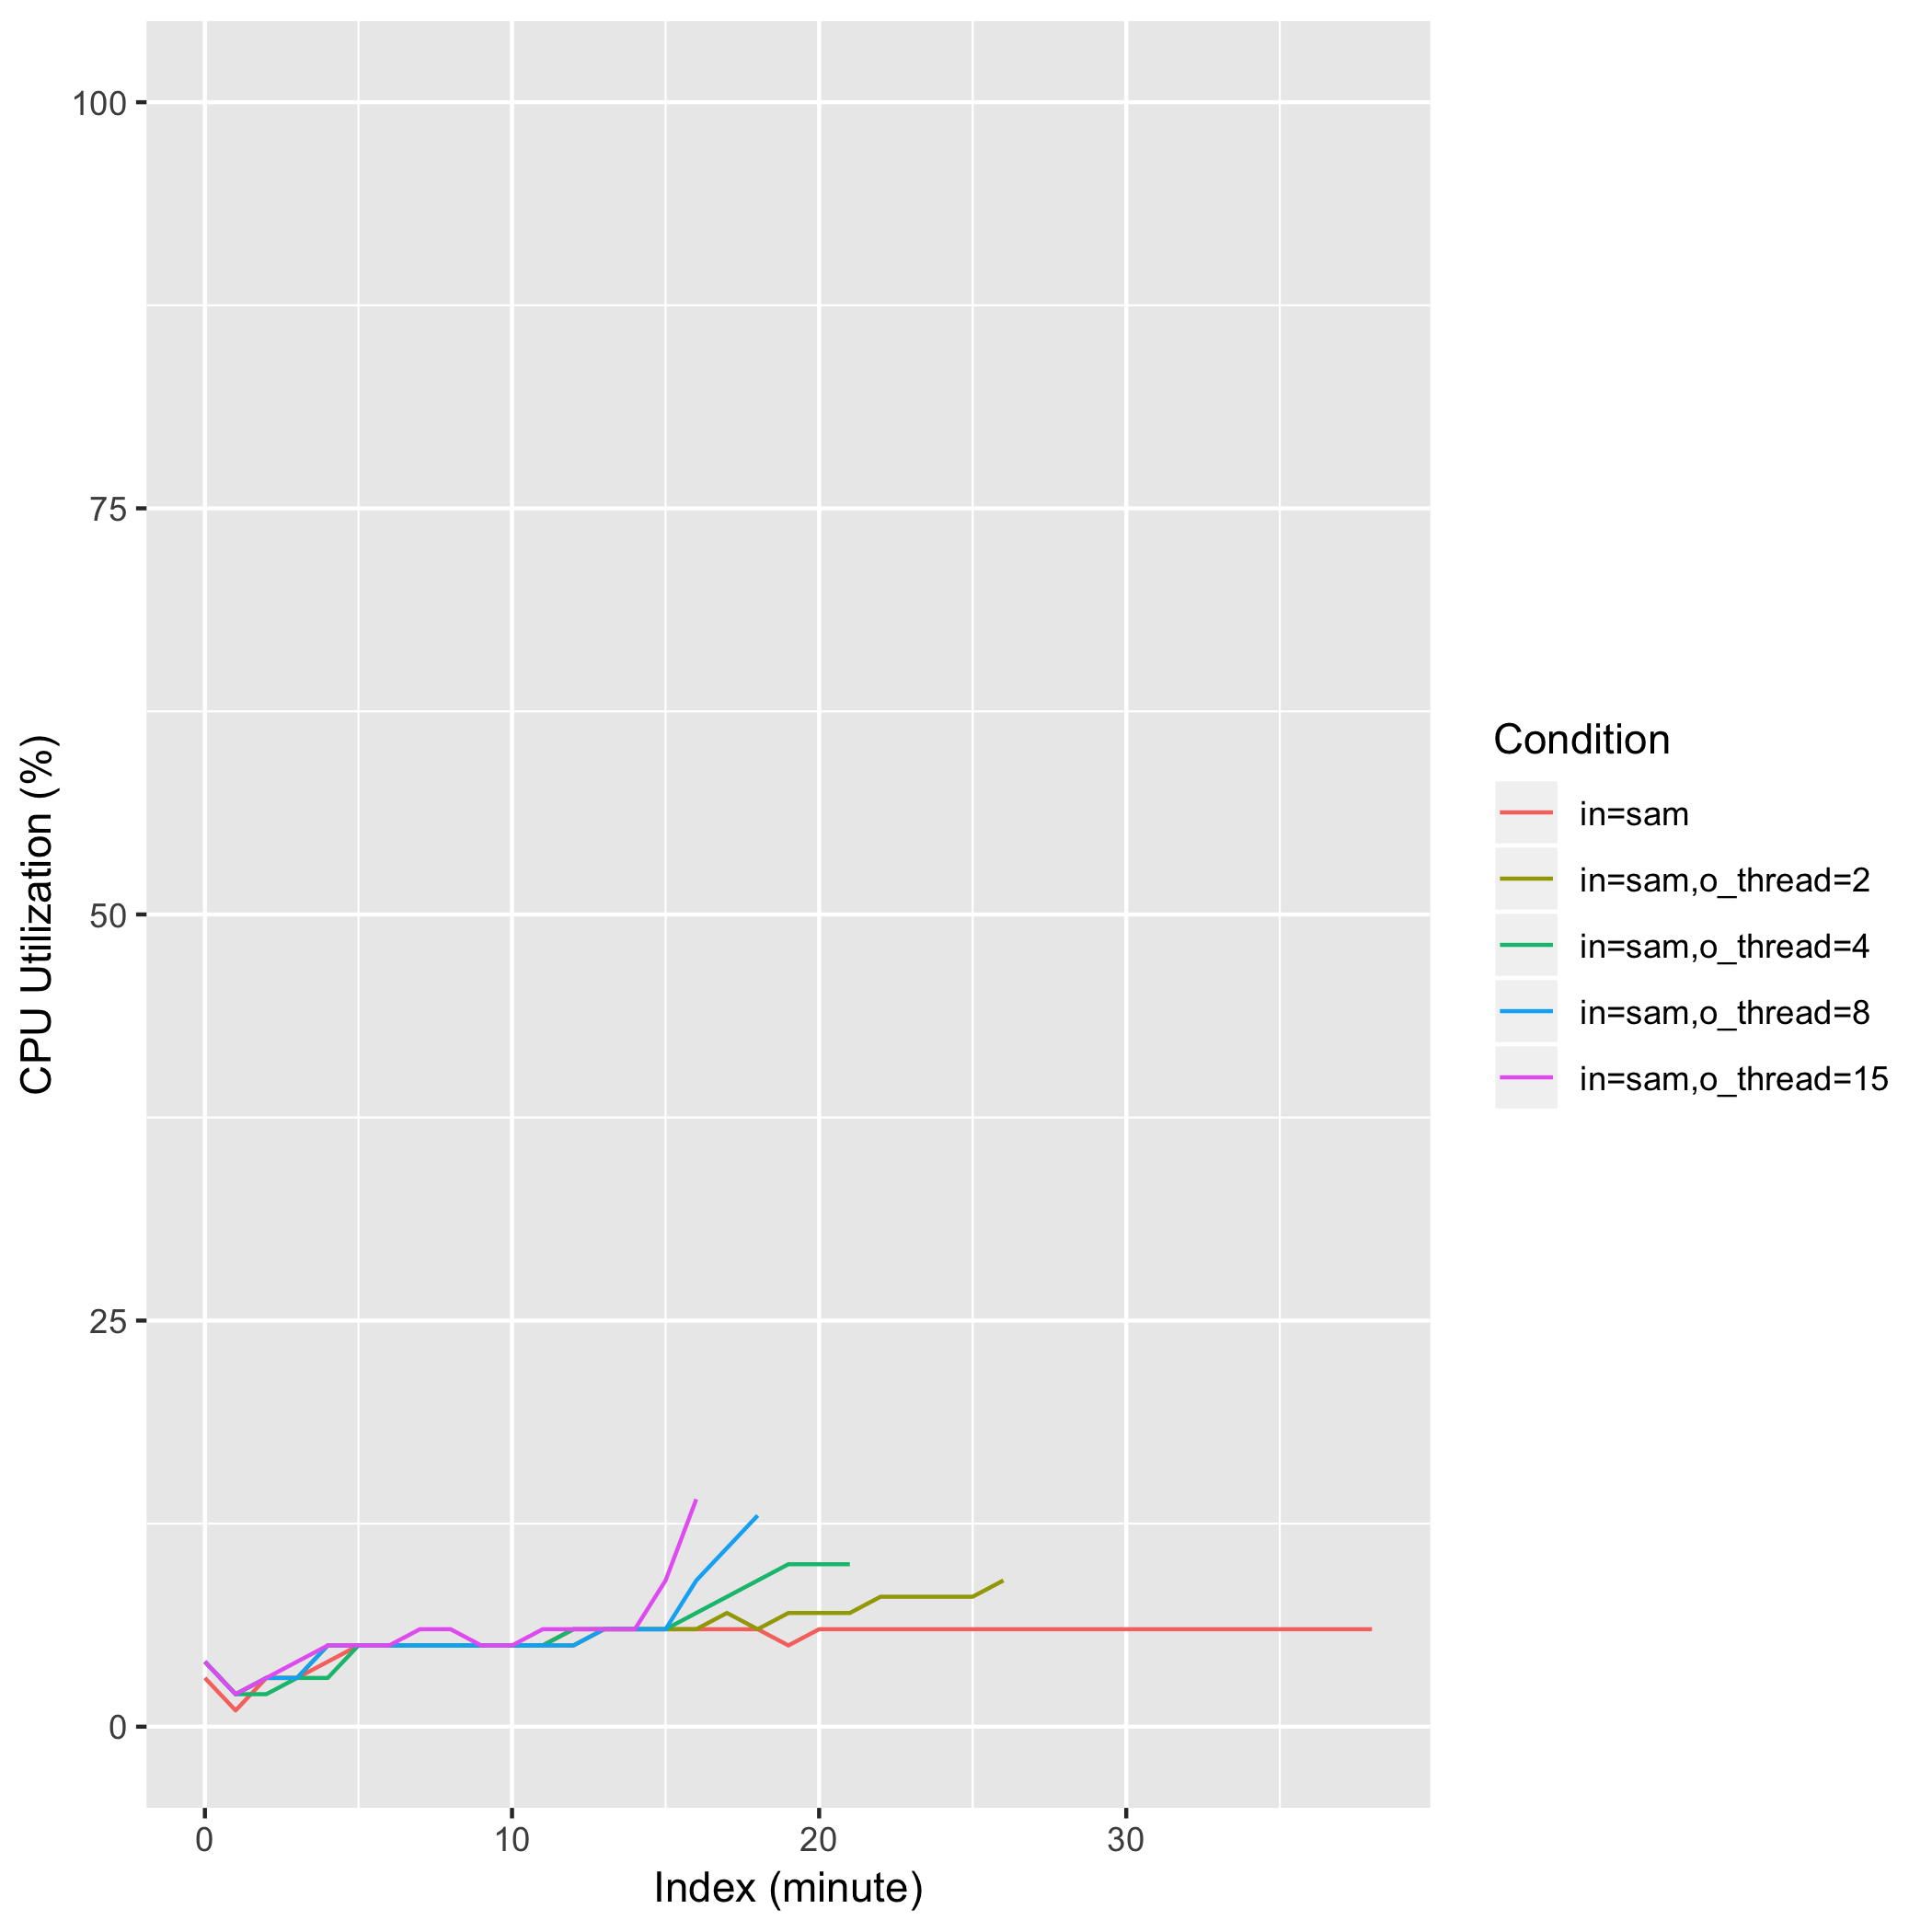 CPU Utilization (%)
100
75
50
25
0
0 10 20 30
Index (minute)
Condition
in=sam
in=sam,o_thread=2
in=sam,o_thread=4
in=sam,o_thread=8
in=sam,o_thread=15